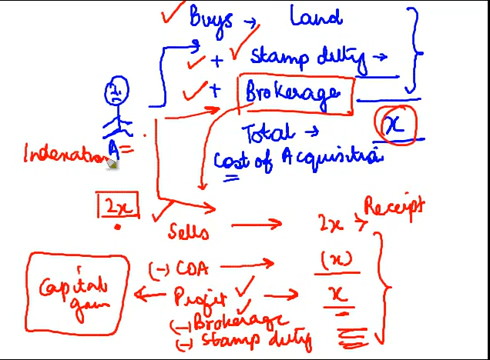 Buys → Land
+ Stamp duty →
+ Brokerage
Total → x
Cost of Acquisitio
A =
Indexation
2x
Sells → 2x → Receipt
(-) COA → (x)
Capital gain ← Profit → x
(-) Brokerage
(-) Stamp duty